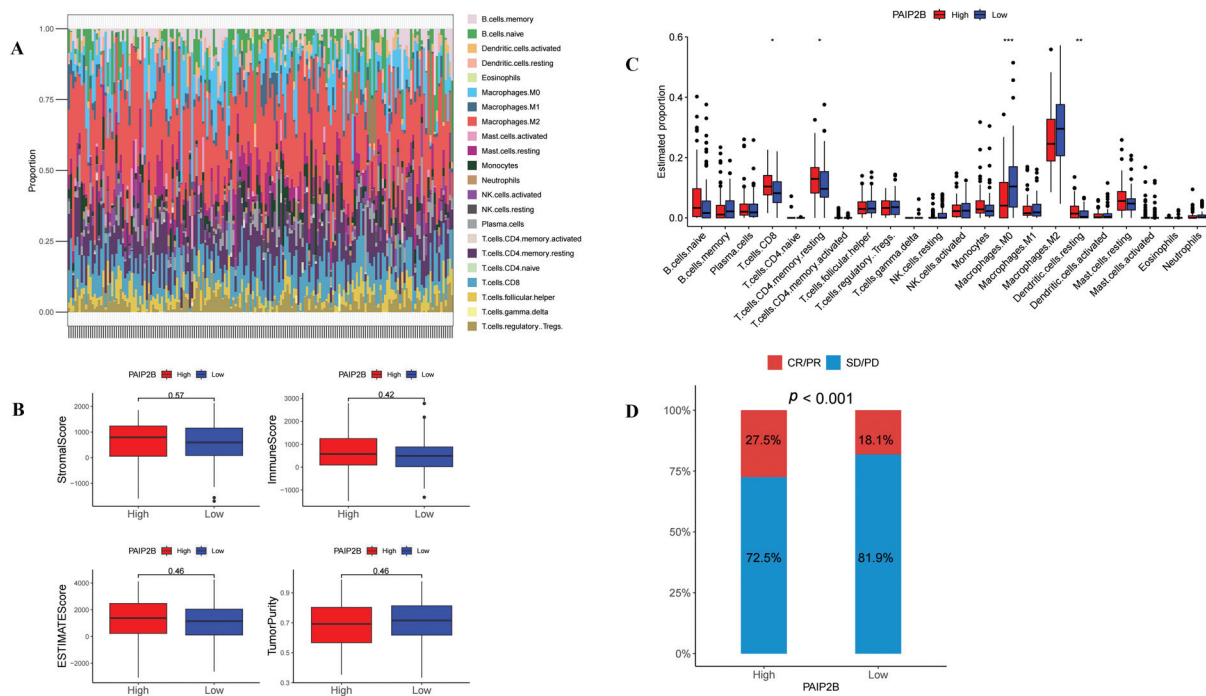 A
1.00
0.75
0.50
0.25
0.00
Proportion
B.cells.memory
B.cells.naive
Dendritic.cells.activated
Dendritic.cells.resting
Eosinophils
Macrophages.M0
Macrophages.M1
Macrophages.M2
Mast.cells.activated
Mast.cells.resting
Monocytes
Neutrophils
NK.cells.activated
NK.cells.resting
Plasma.cells
T.cells.CD4.memory.activated
T.cells.CD4.memory.resting
T.cells.CD4.naive
T.cells.CD8
T.cells.follicular.helper
T.cells.gamma.delta
T.cells.regulatory..Tregs.
B
PAIP2B High Low
0.57
2000
1000
0
−1000
StromalScore
High Low
PAIP2B High Low
0.42
3000
2000
1000
0
−1000
ImmuneScore
High Low
PAIP2B High Low
0.46
4000
2000
0
−2000
ESTIMATEScore
High Low
PAIP2B High Low
0.46
0.9
0.7
0.5
0.3
TumorPurity
High Low
C
PAIP2B High Low
* * *** **
0.6
0.4
0.2
0.0
Estimated proportion
B.cells.naive
B.cells.memory
Plasma.cells
T.cells.CD8
T.cells.CD4.naive
T.cells.CD4.memory.resting
T.cells.CD4.memory.activated
T.cells.follicular.helper
T.cells.regulatory..Tregs.
T.cells.gamma.delta
NK.cells.resting
NK.cells.activated
Monocytes
Macrophages.M0
Macrophages.M1
Macrophages.M2
Dendritic.cells.resting
Dendritic.cells.activated
Mast.cells.resting
Mast.cells.activated
Eosinophils
Neutrophils
D
CR/PR SD/PD
p < 0.001
100%
75%
50%
25%
0%
27.5% 18.1%
72.5% 81.9%
High Low
PAIP2B